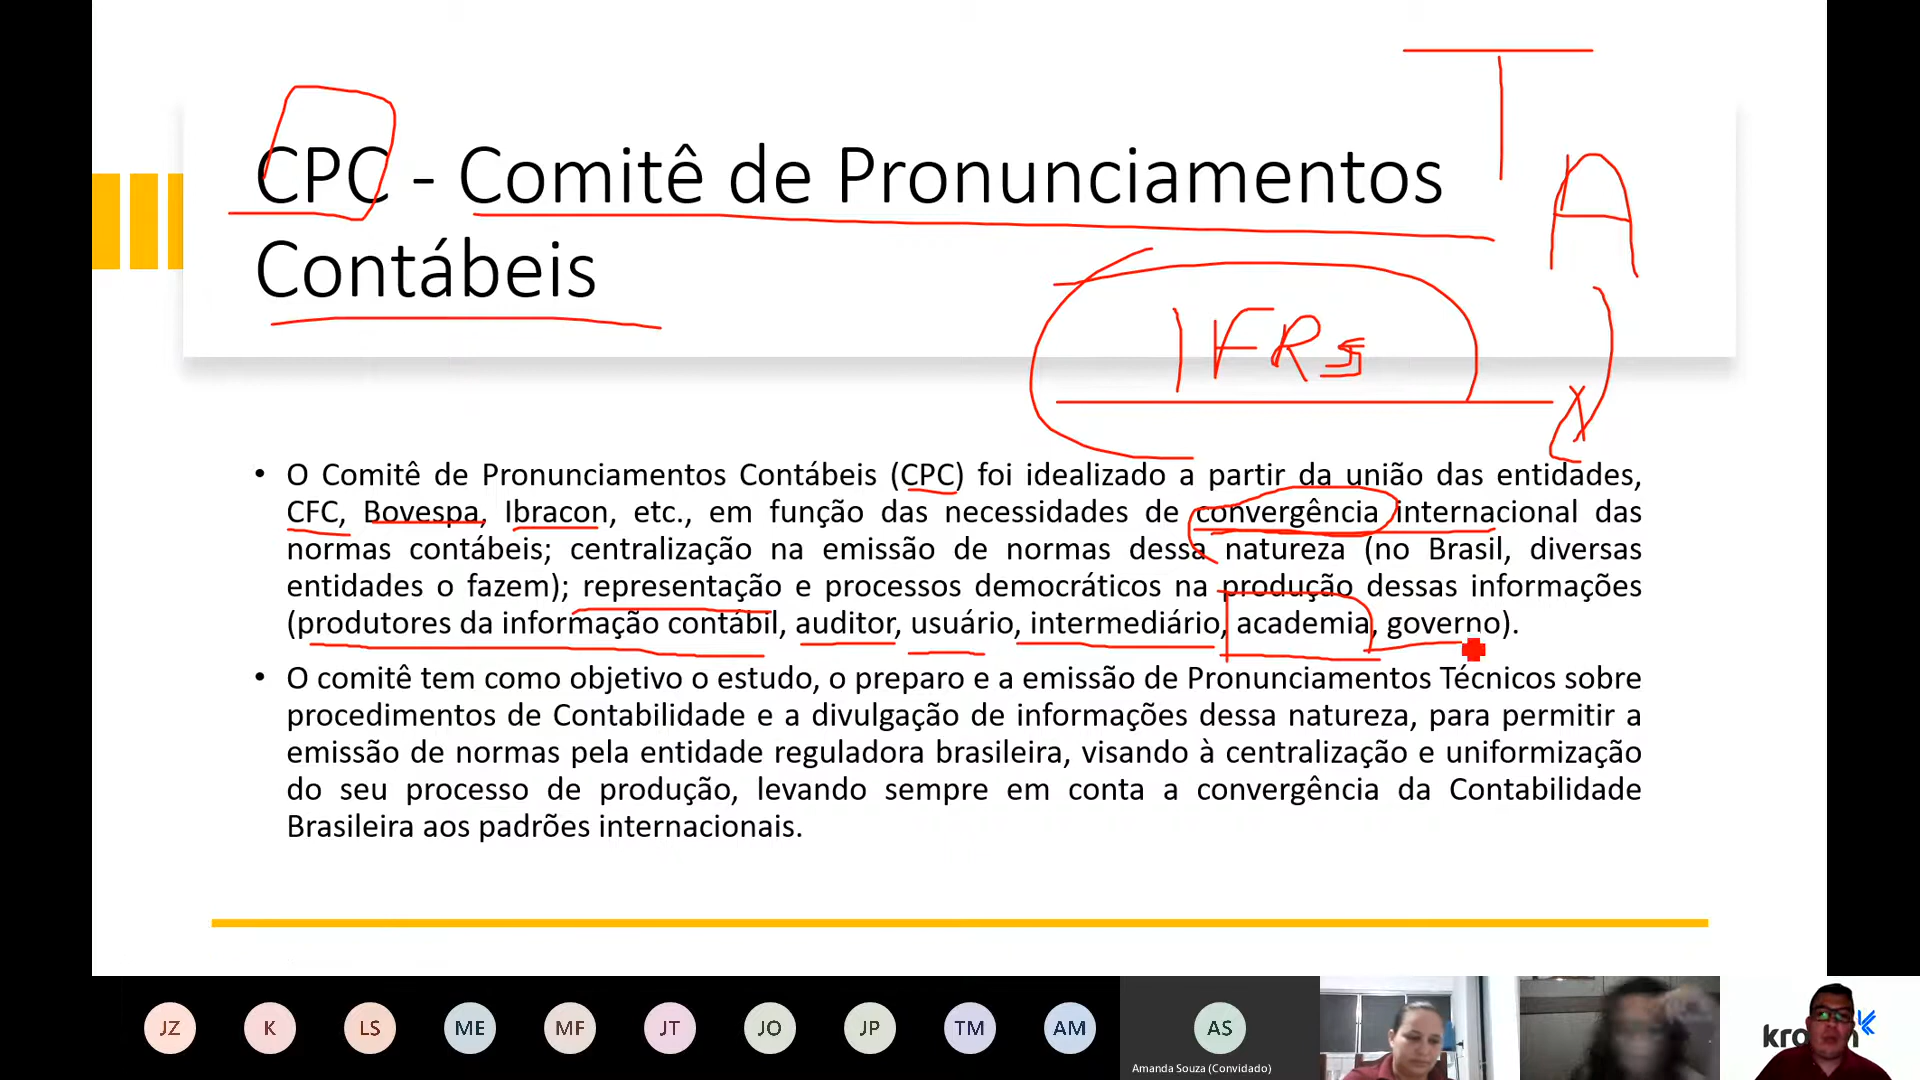 T
CPC - Comitê de Pronunciamentos
A
Contábeis
IFRS
• O Comitê de Pronunciamentos Contábeis (CPC) foi idealizado a partir da união das entidades,
CFC, Bovespa, Ibracon, etc., em função das necessidades de convergência internacional das
normas contábeis; centralização na emissão de normas dessa natureza (no Brasil, diversas
entidades o fazem); representação e processos democráticos na produção dessas informações
(produtores da informação contábil, auditor, usuário, intermediário, academia, governo).
• O comitê tem como objetivo o estudo, o preparo e a emissão de Pronunciamentos Técnicos sobre
procedimentos de Contabilidade e a divulgação de informações dessa natureza, para permitir a
emissão de normas pela entidade reguladora brasileira, visando à centralização e uniformização
do seu processo de produção, levando sempre em conta a convergência da Contabilidade
Brasileira aos padrões internacionais.
JZ K LS ME MF JT JO JP TM AM AS
Amanda Souza (Convidado)